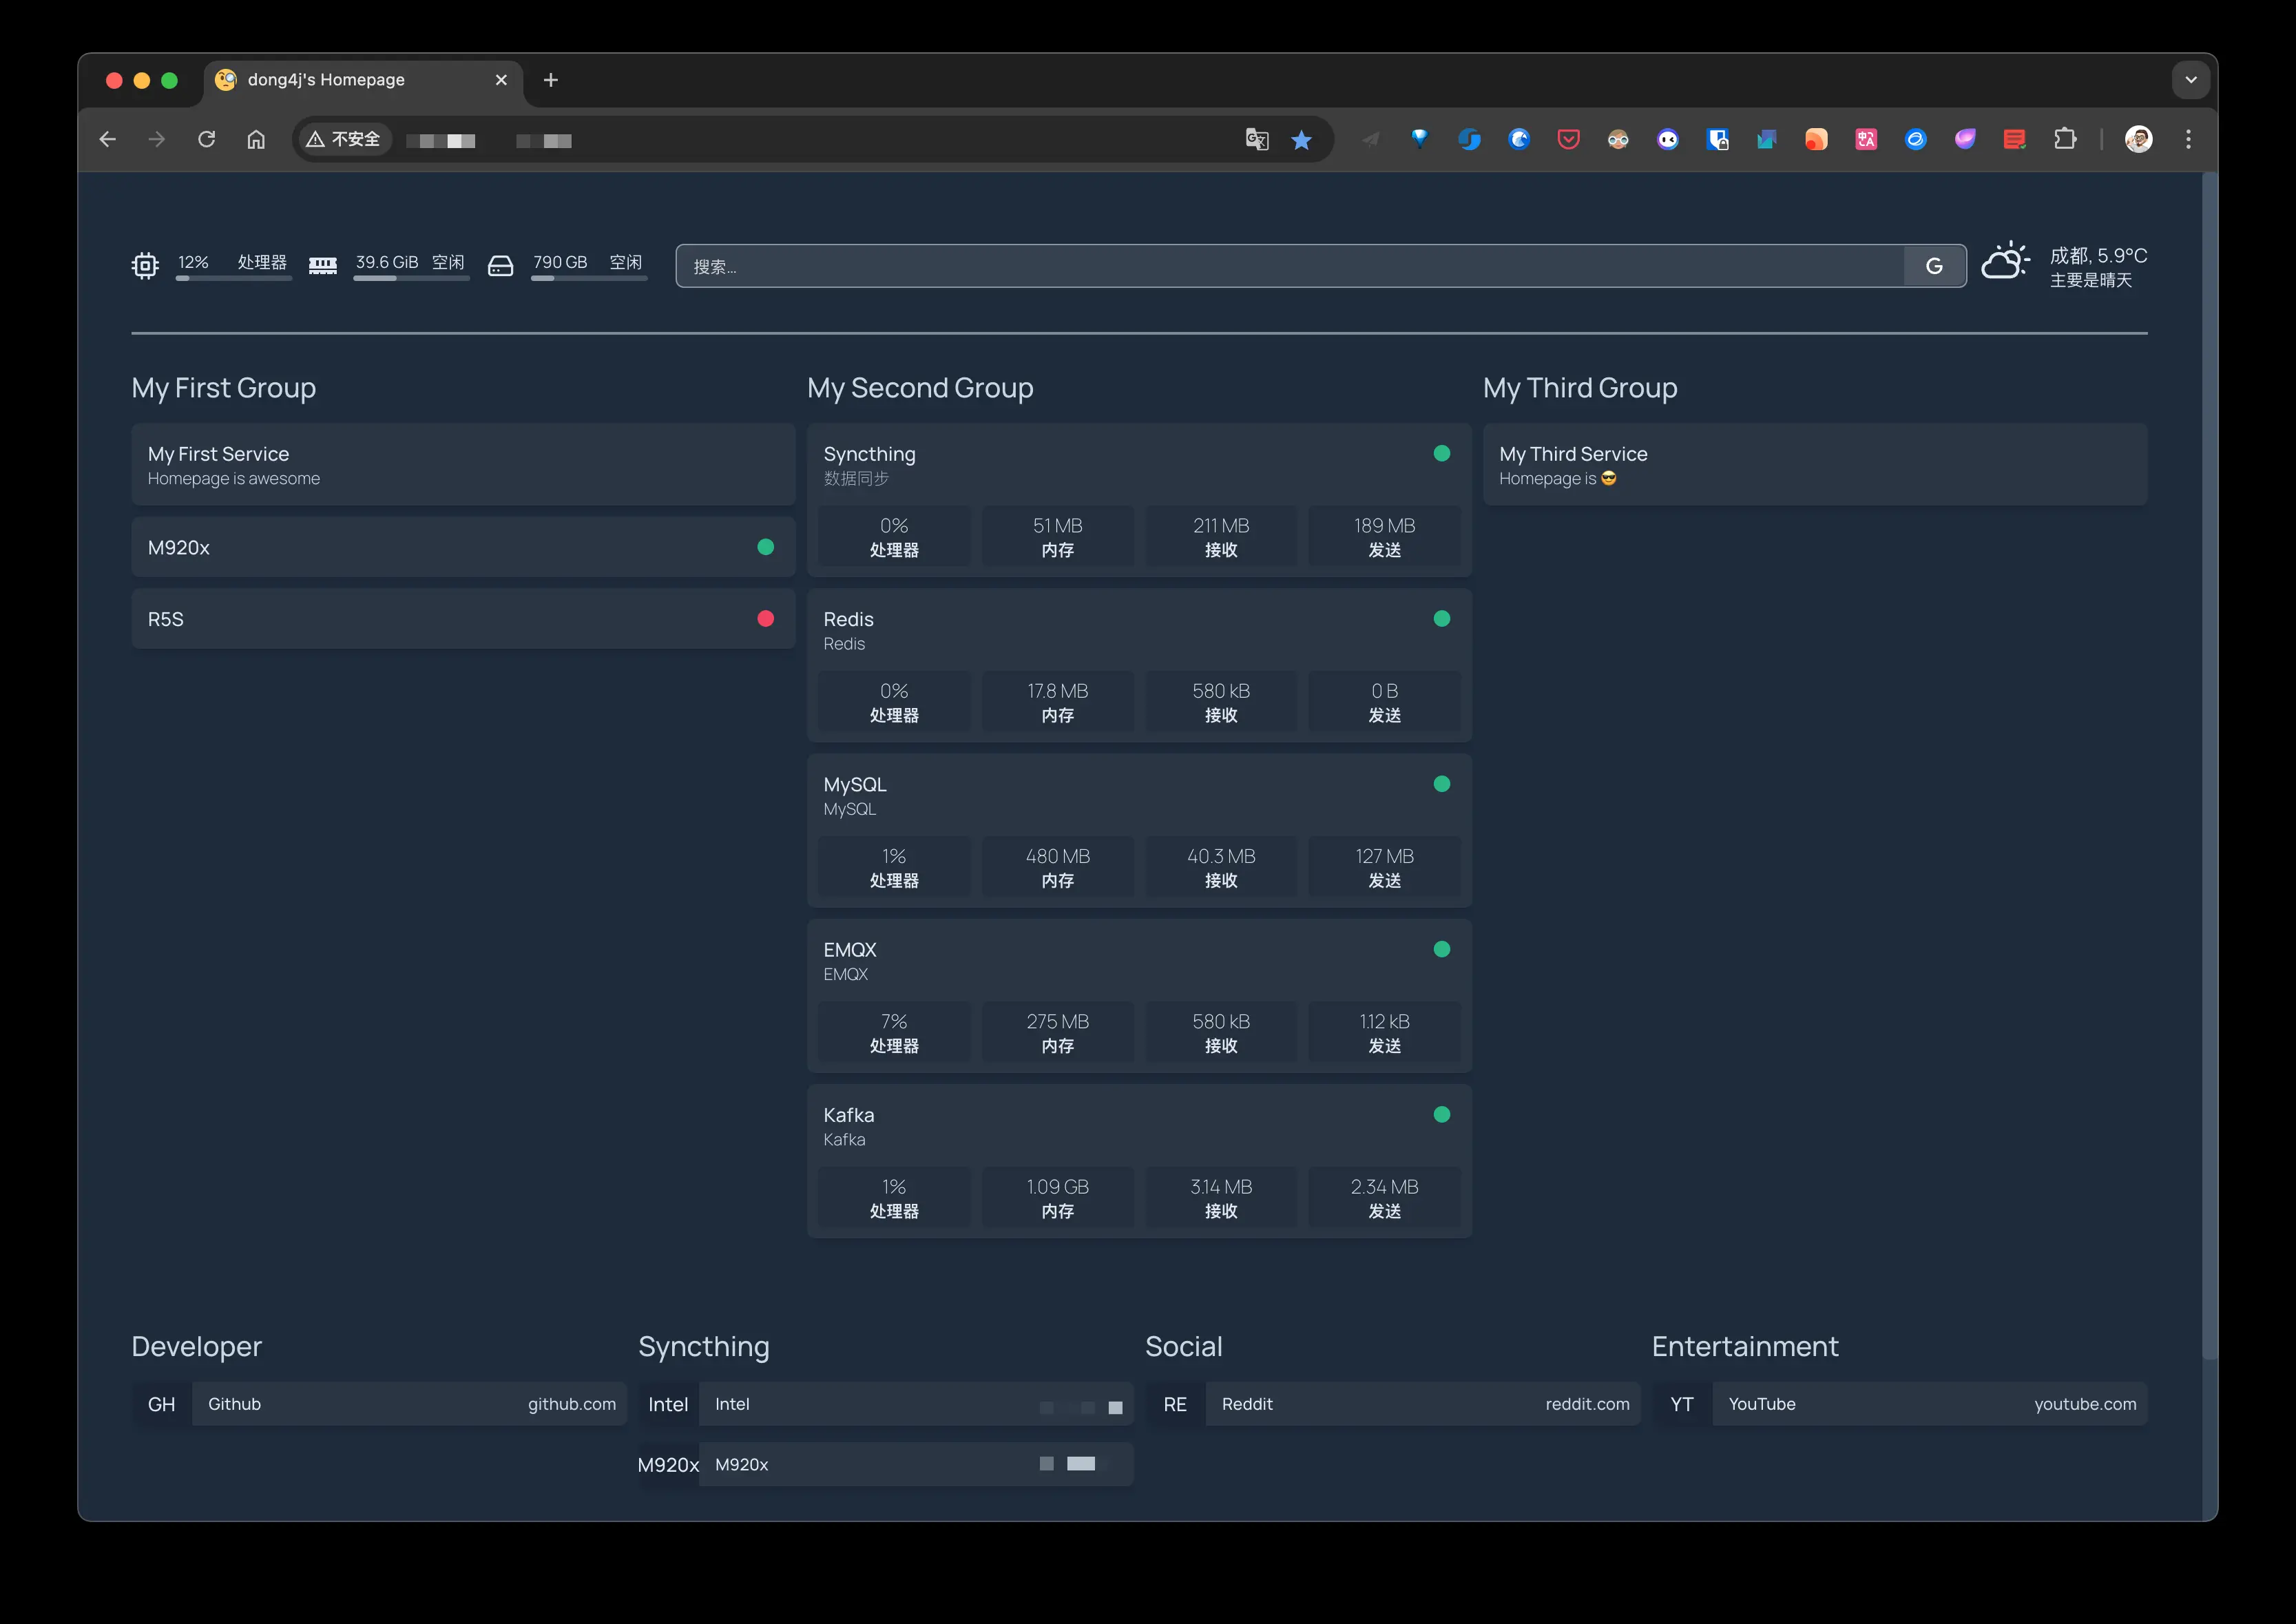 dong4j's Homepage
不安全
12% 处理器
39.6 GiB 空闲
790 GB 空闲
搜索...
G
成都, 5.9°C
主要是晴天
My First Group
My First Service
Homepage is awesome
M920x
R5S
My Second Group
Syncthing
数据同步
0% 51 MB 211 MB 189 MB
处理器 内存 接收 发送
Redis
Redis
0% 17.8 MB 580 kB 0 B
处理器 内存 接收 发送
MySQL
MySQL
1% 480 MB 40.3 MB 127 MB
处理器 内存 接收 发送
EMQX
EMQX
7% 275 MB 580 kB 1.12 kB
处理器 内存 接收 发送
Kafka
Kafka
1% 1.09 GB 3.14 MB 2.34 MB
处理器 内存 接收 发送
My Third Group
My Third Service
Homepage is 😎
Developer
GH Github github.com
Syncthing
Intel Intel
M920x M920x
Social
RE Reddit reddit.com
Entertainment
YT YouTube youtube.com